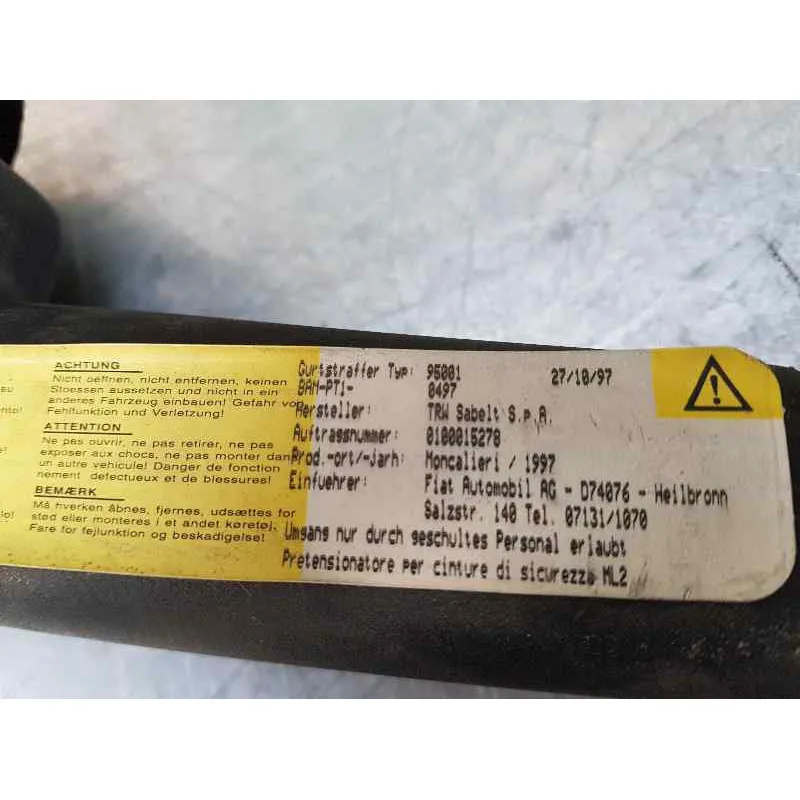 ACHTUNG
Nicht oeffnen, nicht entfernen, keinen
Stoessen aussetzen und nicht in ein
anderes Fahrzeug einbauen! Gefahr von
Fehlfunktion und Verletzung!
ATTENTION
Ne pas ouvrir, ne pas retirer, ne pas
exposer aux chocs, ne pas monter dan
un autre véhicule! Danger de fonction
nement défectueux et de blessures!
BEMÆRK
Må hverken åbnes, fjernes, udsættes for
stød eller monteres i et andet køretøj.
Fare for fejlfunktion og beskadigelse!
Gurtstraffer Typ: 95001 27/10/97
BAM-PT1- 0497
Hersteller: TRW Sabelt S.p.A.
Auftragsnummer: 0100015278
Prod.-ort/-Jarh: Moncalieri / 1997
Einfuehrer: Fiat Automobil AG - D74076 - Heilbronn
Salzstr. 140 Tel. 07131/1070
Umgang nur durch geschultes Personal erlaubt
Pretensionatore per cinture di sicurezza ML2